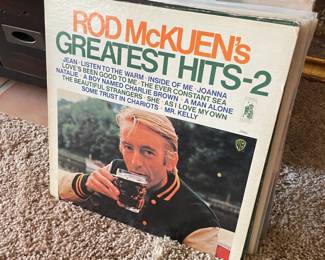 ROD McKUEN's
GREATEST HITS-2
JEAN · LISTEN TO THE WARM · INSIDE OF ME · JOANNA
LOVE'S BEEN GOOD TO ME · THE EVER CONSTANT SEA
NATALIE · A BOY NAMED CHARLIE BROWN · A MAN ALONE
THE BEAUTIFUL STRANGERS · SHE · AS I LOVE MY OWN
SOME TRUST IN CHARIOTS · MR. KELLY